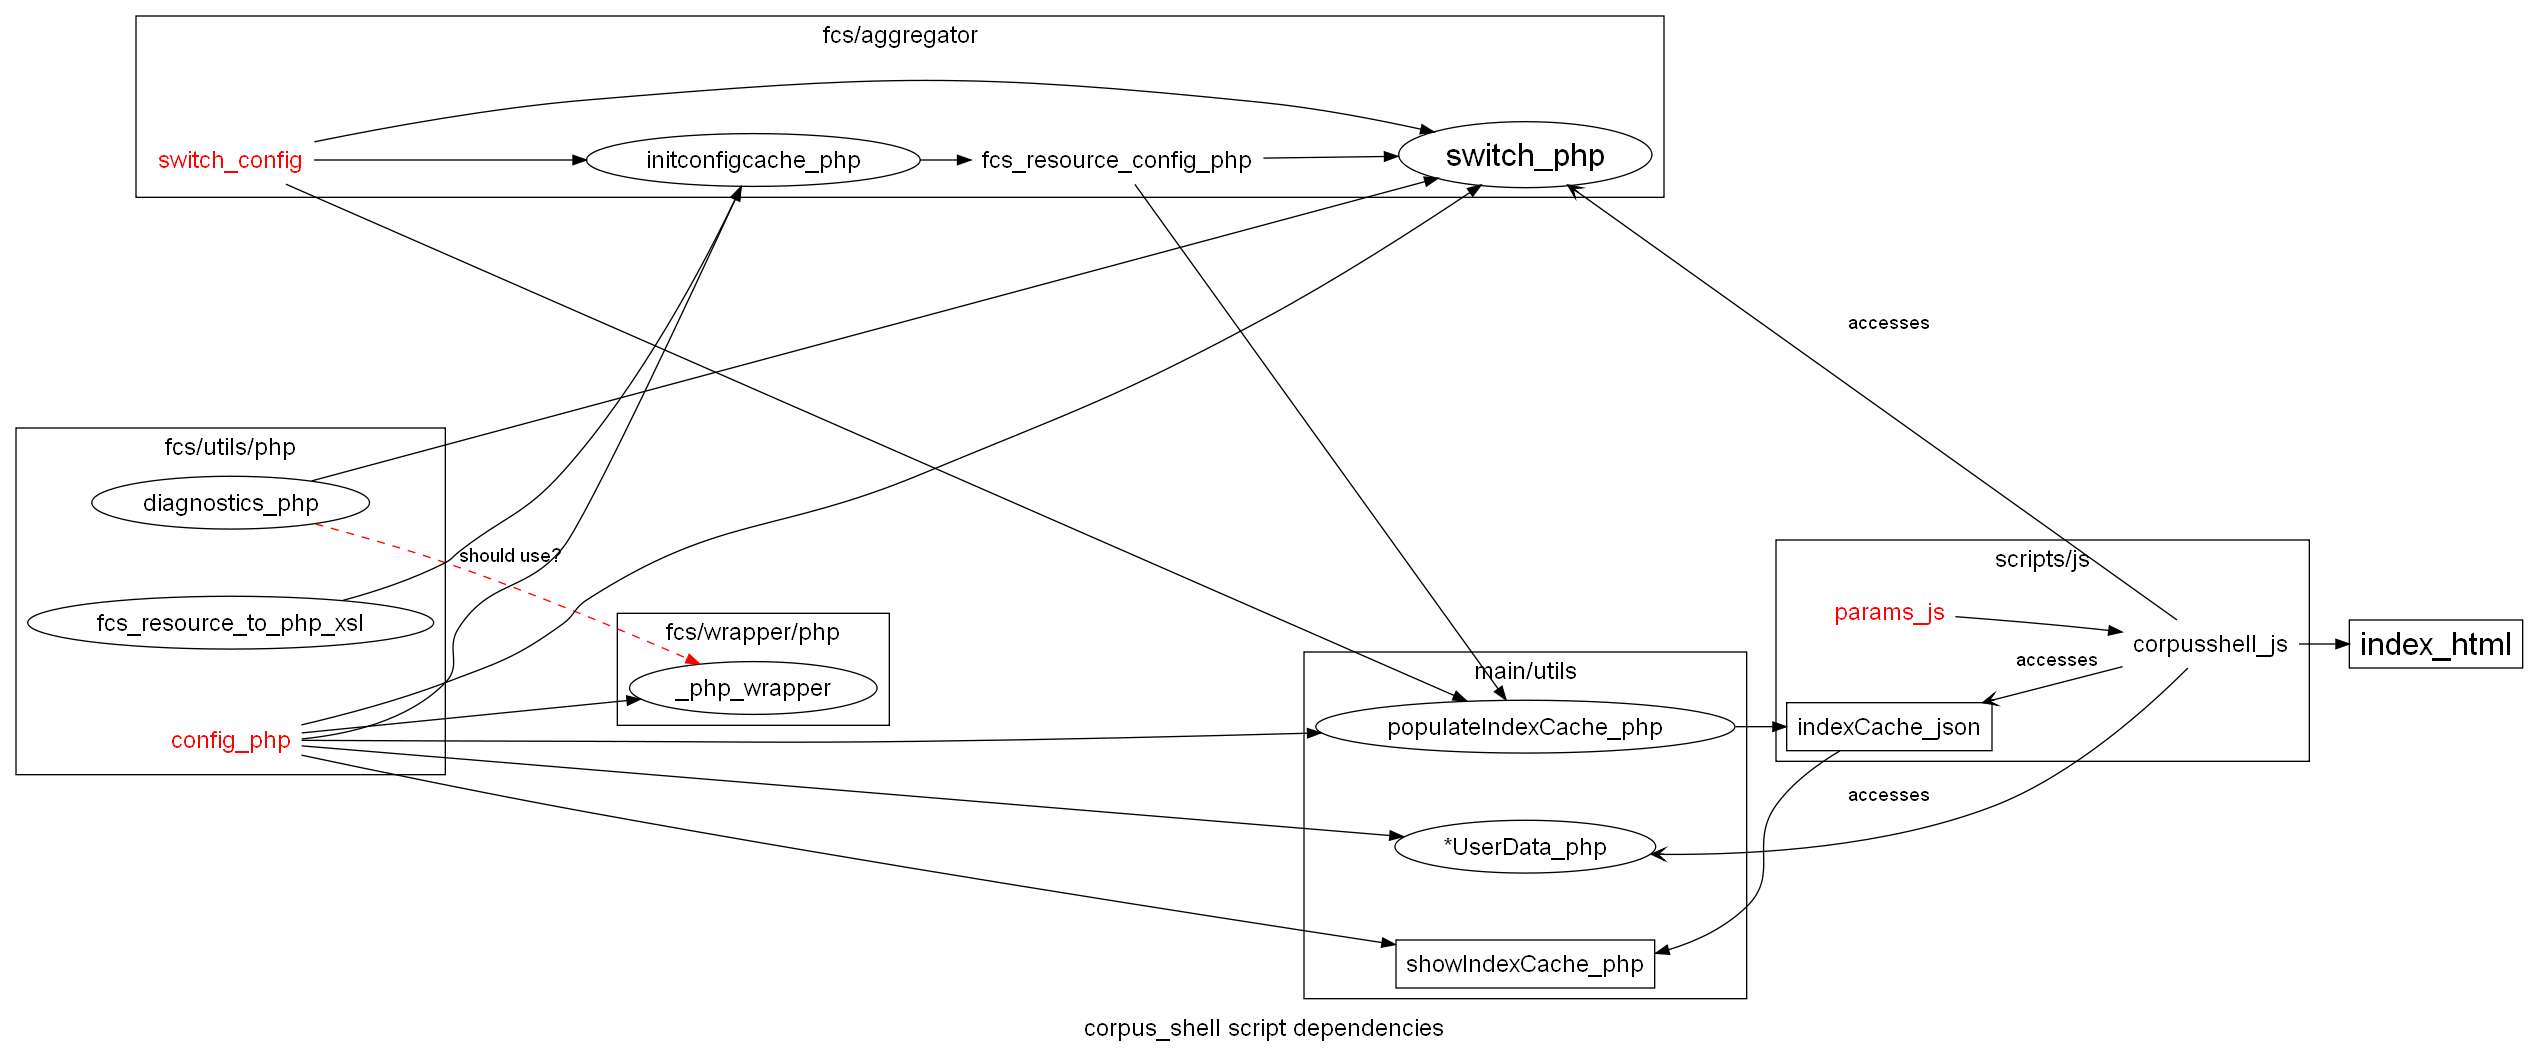 fcs/aggregator
switch_config
initconfigcache_php
fcs_resource_config_php
switch_php
accesses
fcs/utils/php
diagnostics_php
should use?
fcs_resource_to_php_xsl
config_php
fcs/wrapper/php
_php_wrapper
main/utils
populateIndexCache_php
*UserData_php
showIndexCache_php
scripts/js
params_js
corpusshell_js
accesses
indexCache_json
accesses
index_html
corpus_shell script dependencies